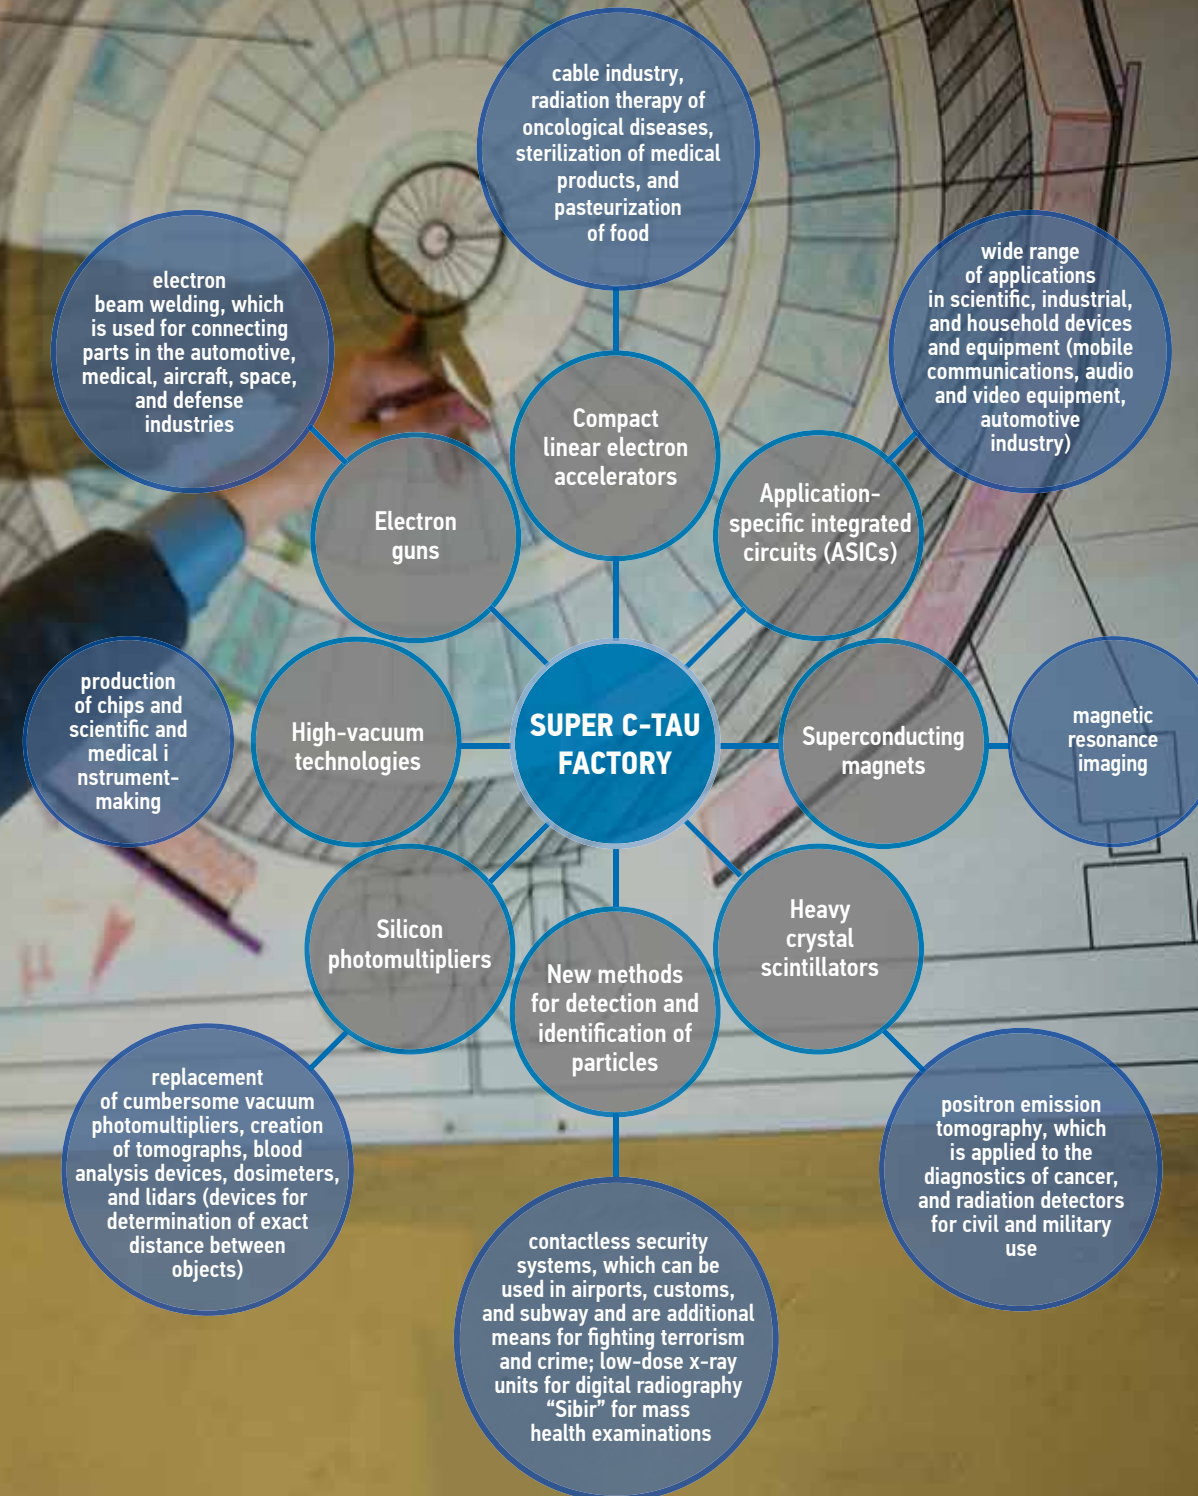 cable industry,
radiation therapy of
oncological diseases,
sterilization of medical
products, and
pasteurization
of food
electron
beam welding, which
is used for connecting
parts in the automotive,
medical, aircraft, space,
and defense
industries
wide range
of applications
in scientific, industrial,
and household devices
and equipment (mobile
communications, audio
and video equipment,
automotive
industry)
Compact
linear electron
accelerators
Electron
guns
Application-
specific integrated
circuits (ASICs)
production
of chips and
scientific and
medical i
nstrument-
making
High-vacuum
technologies
SUPER C-TAU
FACTORY
Superconducting
magnets
magnetic
resonance
imaging
Silicon
photomultipliers
New methods
for detection and
identification of
particles
Heavy
crystal
scintillators
replacement
of cumbersome vacuum
photomultipliers, creation
of tomographs, blood
analysis devices, dosimeters,
and lidars (devices for
determination of exact
distance between
objects)
contactless security
systems, which can be
used in airports, customs,
and subway and are additional
means for fighting terrorism
and crime; low-dose x-ray
units for digital radiography
“Sibir” for mass
health examinations
positron emission
tomography, which
is applied to the
diagnostics of cancer,
and radiation detectors
for civil and military
use
μ